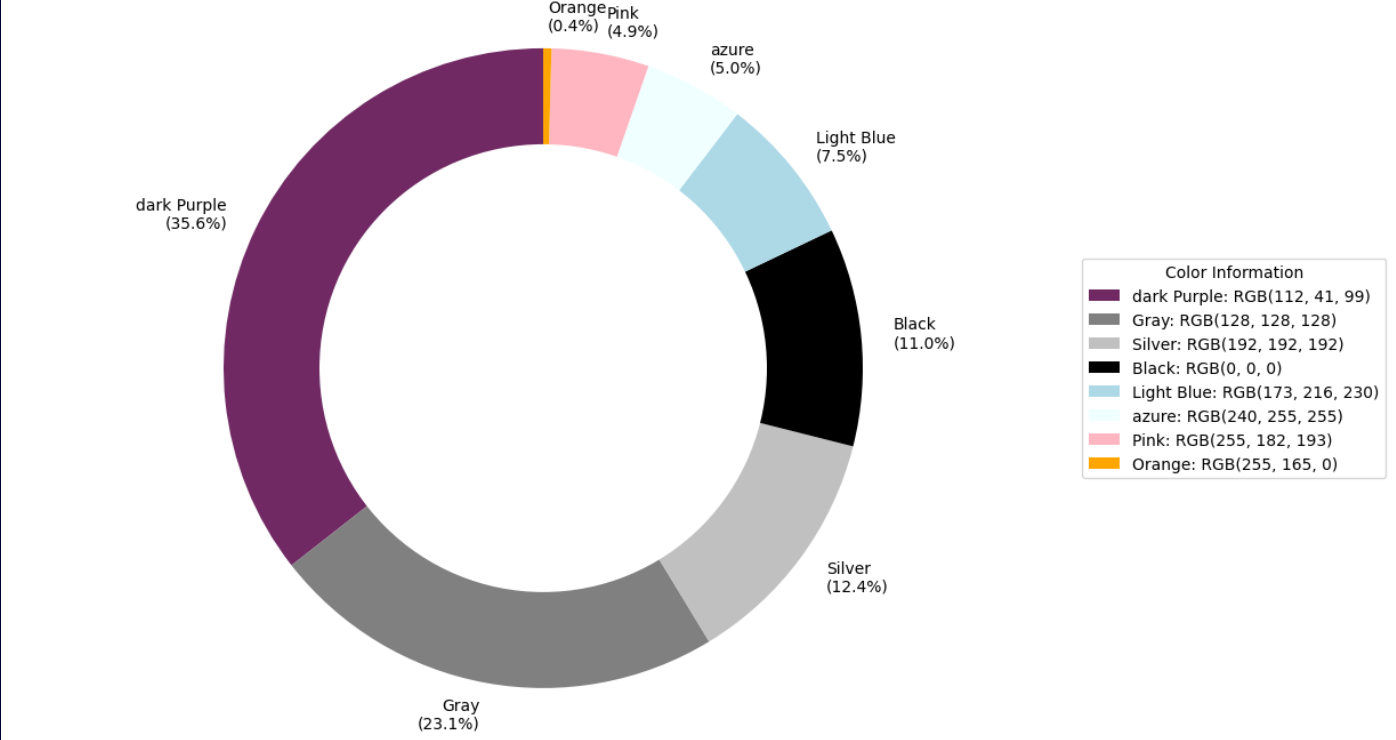 Orange
(0.4%)
Pink
(4.9%)
azure
(5.0%)
Light Blue
(7.5%)
dark Purple
(35.6%)
Black
(11.0%)
Silver
(12.4%)
Gray
(23.1%)
Color Information
dark Purple: RGB(112, 41, 99)
Gray: RGB(128, 128, 128)
Silver: RGB(192, 192, 192)
Black: RGB(0, 0, 0)
Light Blue: RGB(173, 216, 230)
azure: RGB(240, 255, 255)
Pink: RGB(255, 182, 193)
Orange: RGB(255, 165, 0)